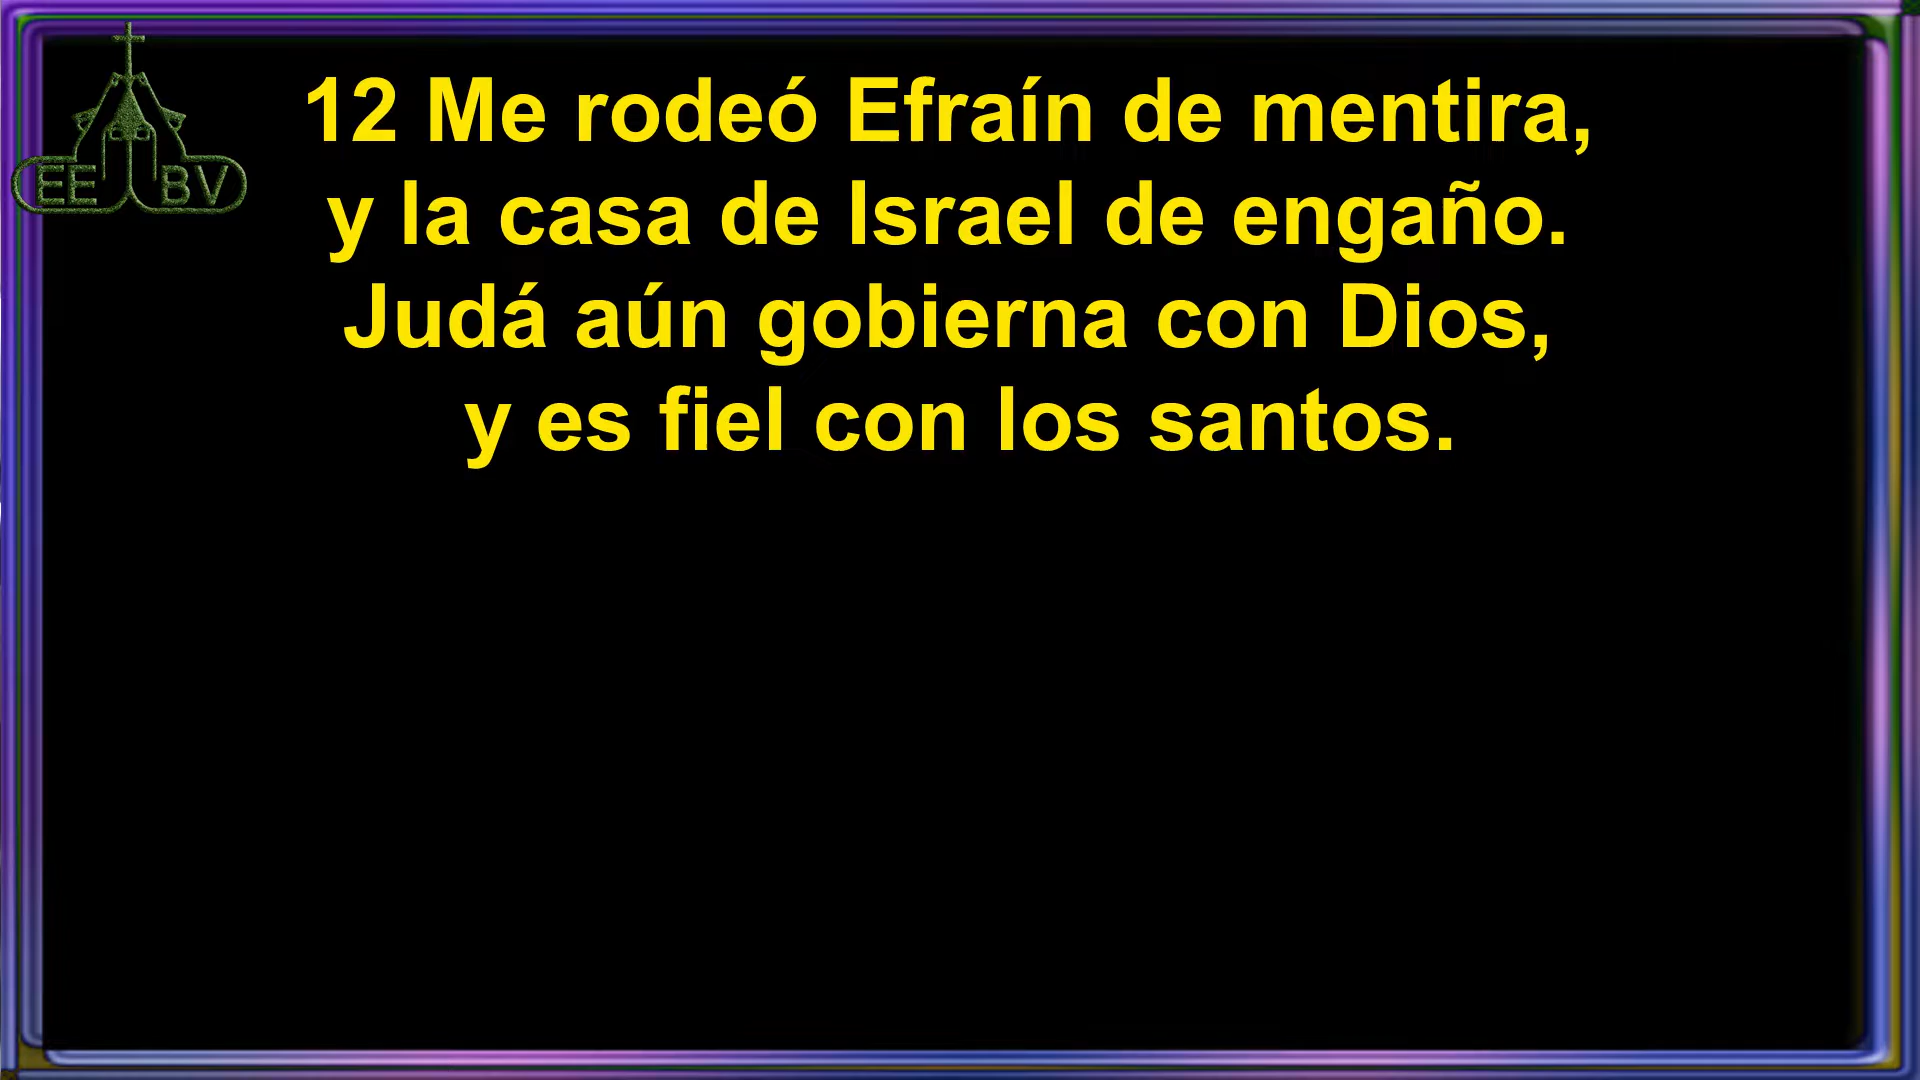 12 Me rodeó Efraín de mentira,
y la casa de Israel de engaño.
Judá aún gobierna con Dios,
y es fiel con los santos.
EE BV